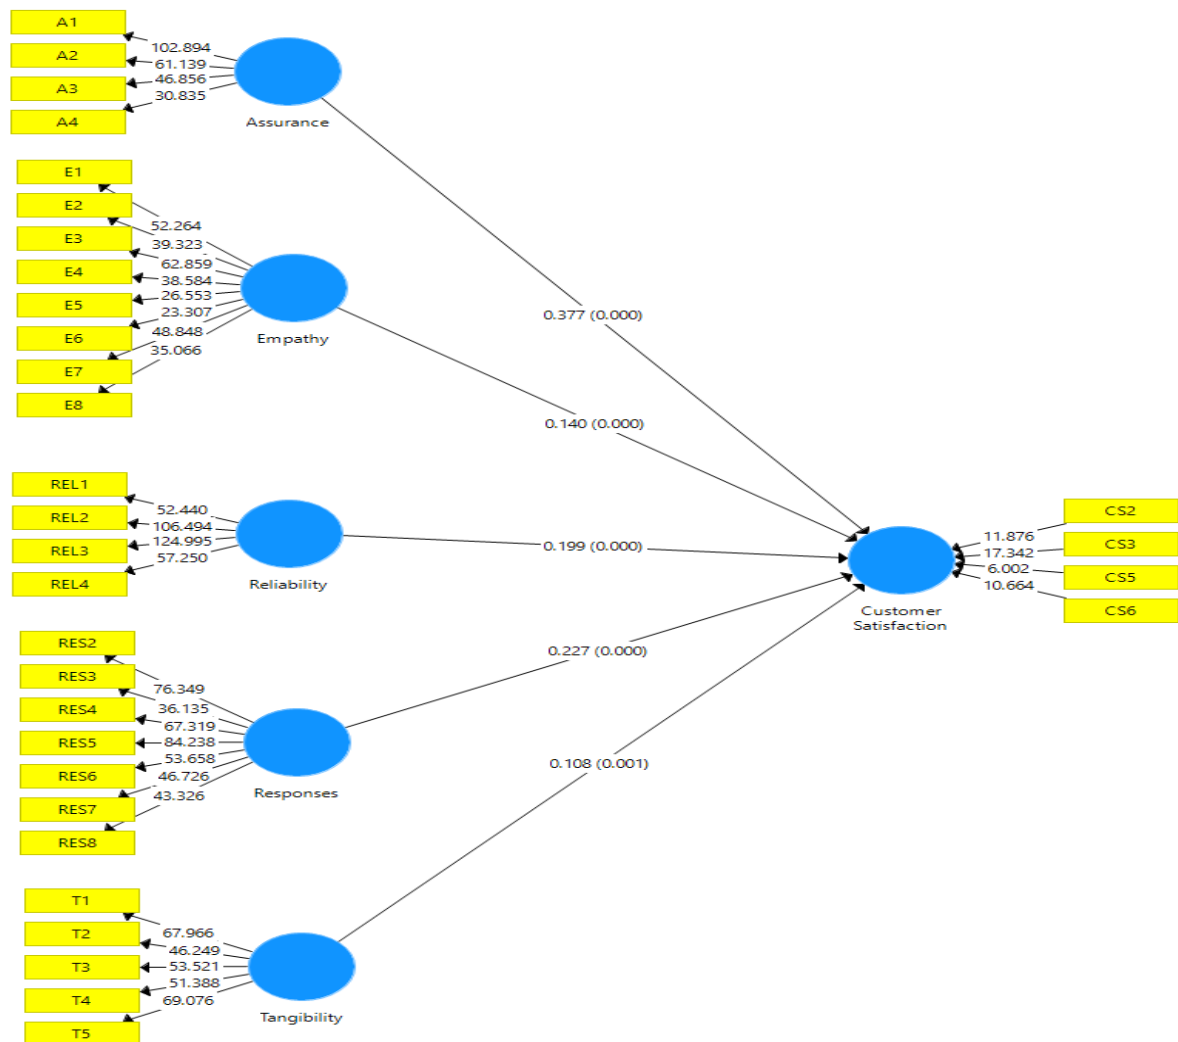 A1
A2
A3
A4
102.894
61.139
46.856
30.835
Assurance
E1
E2
E3
E4
E5
E6
E7
E8
52.264
39.323
62.859
38.584
26.553
23.307
48.848
35.066
Empathy
REL1
REL2
REL3
REL4
52.440
106.494
124.995
57.250
Reliability
RES2
RES3
RES4
RES5
RES6
RES7
RES8
76.349
36.135
67.319
84.238
53.658
46.726
43.326
Responses
T1
T2
T3
T4
T5
67.966
46.249
53.521
51.388
69.076
Tangibility
0.377 (0.000)
0.140 (0.000)
0.199 (0.000)
0.227 (0.000)
0.108 (0.001)
Customer
Satisfaction
11.876
17.342
6.002
10.664
CS2
CS3
CS5
CS6